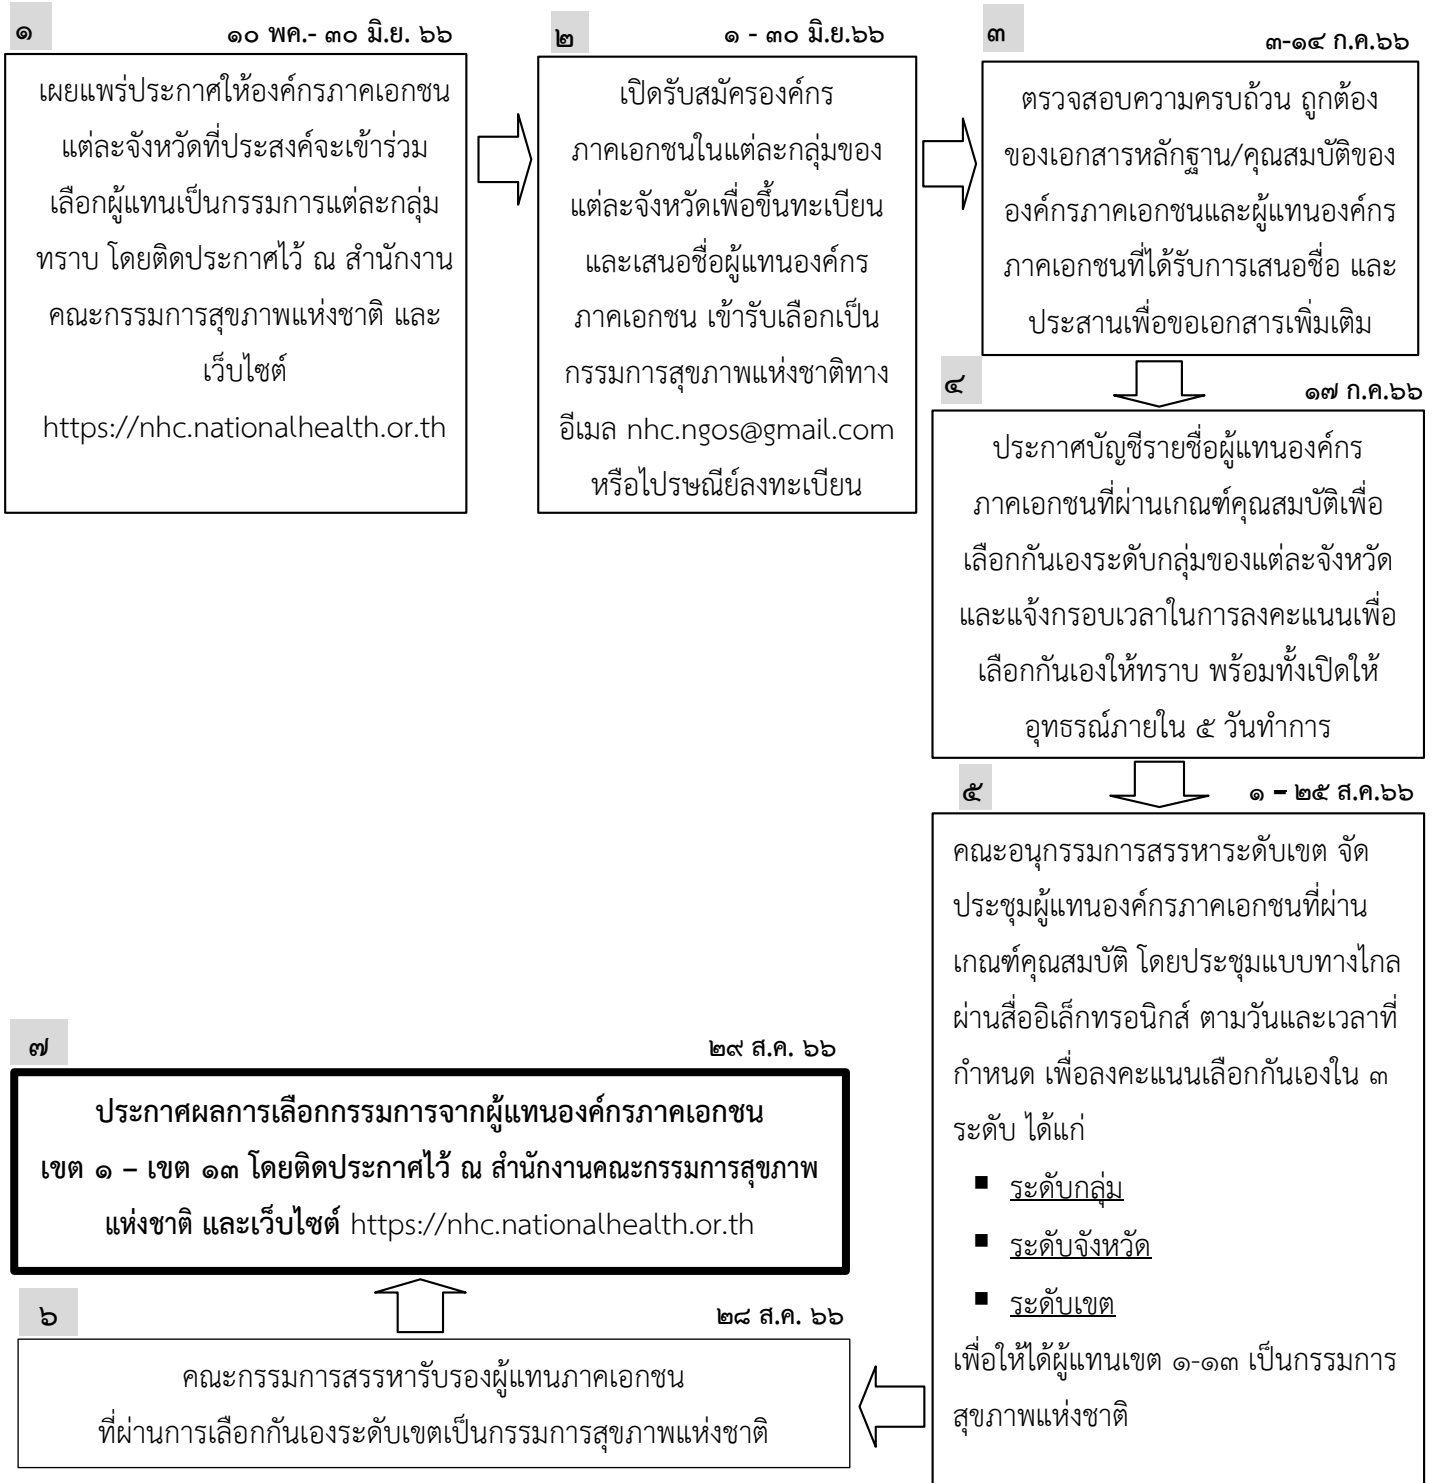 ๑
๑๐ พค.- ๓๐ มิ.ย. ๖๖
เผยแพร่ประกาศให้องค์กรภาคเอกชน
แต่ละจังหวัดที่ประสงค์จะเข้าร่วม
เลือกผู้แทนเป็นกรรมการแต่ละกลุ่ม
ทราบ โดยติดประกาศไว้ ณ สำนักงาน
คณะกรรมการสุขภาพแห่งชาติ และ
เว็บไซต์
https://nhc.nationalhealth.or.th
๒
๑ - ๓๐ มิ.ย.๖๖
เปิดรับสมัครองค์กร
ภาคเอกชนในแต่ละกลุ่มของ
แต่ละจังหวัดเพื่อขึ้นทะเบียน
และเสนอชื่อผู้แทนองค์กร
ภาคเอกชน เข้ารับเลือกเป็น
กรรมการสุขภาพแห่งชาติทาง
อีเมล nhc.ngos@gmail.com
หรือไปรษณีย์ลงทะเบียน
๓
๓-๑๔ ก.ค.๖๖
ตรวจสอบความครบถ้วน ถูกต้อง
ของเอกสารหลักฐาน/คุณสมบัติของ
องค์กรภาคเอกชนและผู้แทนองค์กร
ภาคเอกชนที่ได้รับการเสนอชื่อ และ
ประสานเพื่อขอเอกสารเพิ่มเติม
๔
๑๗ ก.ค.๖๖
ประกาศบัญชีรายชื่อผู้แทนองค์กร
ภาคเอกชนที่ผ่านเกณฑ์คุณสมบัติเพื่อ
เลือกกันเองระดับกลุ่มของแต่ละจังหวัด
และแจ้งกรอบเวลาในการลงคะแนนเพื่อ
เลือกกันเองให้ทราบ พร้อมทั้งเปิดให้
อุทธรณ์ภายใน ๕ วันทำการ
๕
๑ – ๒๕ ส.ค.๖๖
คณะอนุกรรมการสรรหาระดับเขต จัด
ประชุมผู้แทนองค์กรภาคเอกชนที่ผ่าน
เกณฑ์คุณสมบัติ โดยประชุมแบบทางไกล
ผ่านสื่ออิเล็กทรอนิกส์ ตามวันและเวลาที่
กำหนด เพื่อลงคะแนนเลือกกันเองใน ๓
ระดับ ได้แก่
▪ ระดับกลุ่ม
▪ ระดับจังหวัด
▪ ระดับเขต
เพื่อให้ได้ผู้แทนเขต ๑-๑๓ เป็นกรรมการ
สุขภาพแห่งชาติ
๖
๒๘ ส.ค. ๖๖
คณะกรรมการสรรหารับรองผู้แทนภาคเอกชน
ที่ผ่านการเลือกกันเองระดับเขตเป็นกรรมการสุขภาพแห่งชาติ
๗
๒๙ ส.ค. ๖๖
ประกาศผลการเลือกกรรมการจากผู้แทนองค์กรภาคเอกชน
เขต ๑ – เขต ๑๓ โดยติดประกาศไว้ ณ สำนักงานคณะกรรมการสุขภาพ
แห่งชาติ และเว็บไซต์ https://nhc.nationalhealth.or.th